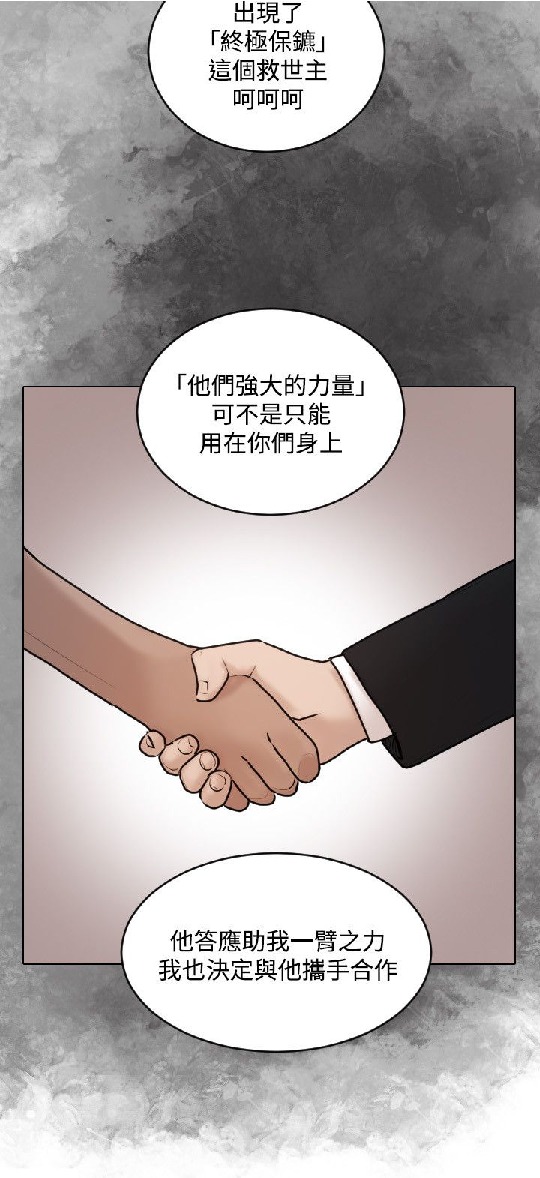 出現了
「終極保鑣」
這個救世主
呵呵呵
「他們強大的力量」
可不是只能
用在你們身上
他答應助我一臂之力
我也決定與他攜手合作